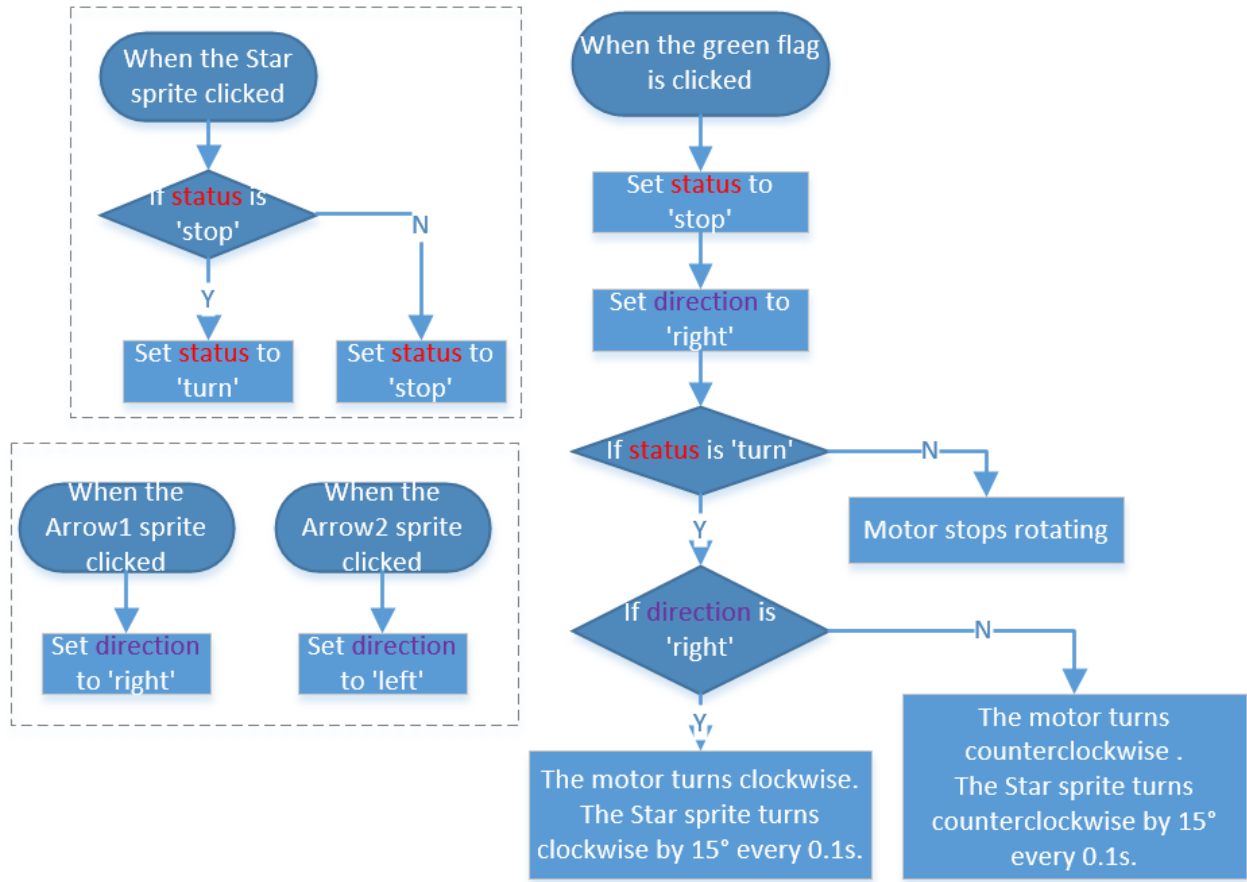 When the Star
sprite clicked
If status is
'stop'
N
Y
Set status to
'turn'
Set status to
'stop'
When the
Arrow1 sprite
clicked
When the
Arrow2 sprite
clicked
Set direction
to 'right'
Set direction
to 'left'
When the green flag
is clicked
Set status to
'stop'
Set direction to
'right'
If status is 'turn'
N
Motor stops rotating
Y
If direction is
'right'
N
Y
The motor turns clockwise.
The Star sprite turns
clockwise by 15° every 0.1s.
The motor turns
counterclockwise .
The Star sprite turns
counterclockwise by 15°
every 0.1s.